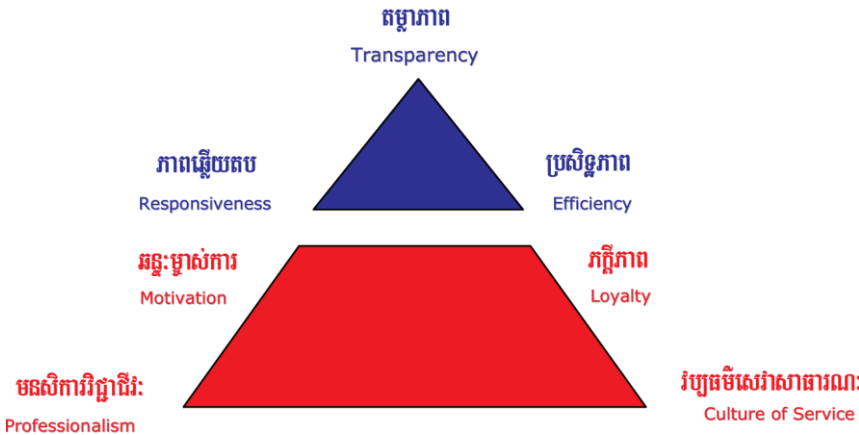 តម្លាភាព
Transparency
ភាពឆ្លើយតប
ប្រសិទ្ធភាព
Responsiveness
Efficiency
ឆន្ទៈម្ចាស់ការ
ភក្តីភាព
Motivation
Loyalty
មនសិការវិជ្ជាជីវៈ
វប្បធម៌សេវាសាធារណៈ
Professionalism
Culture of Service